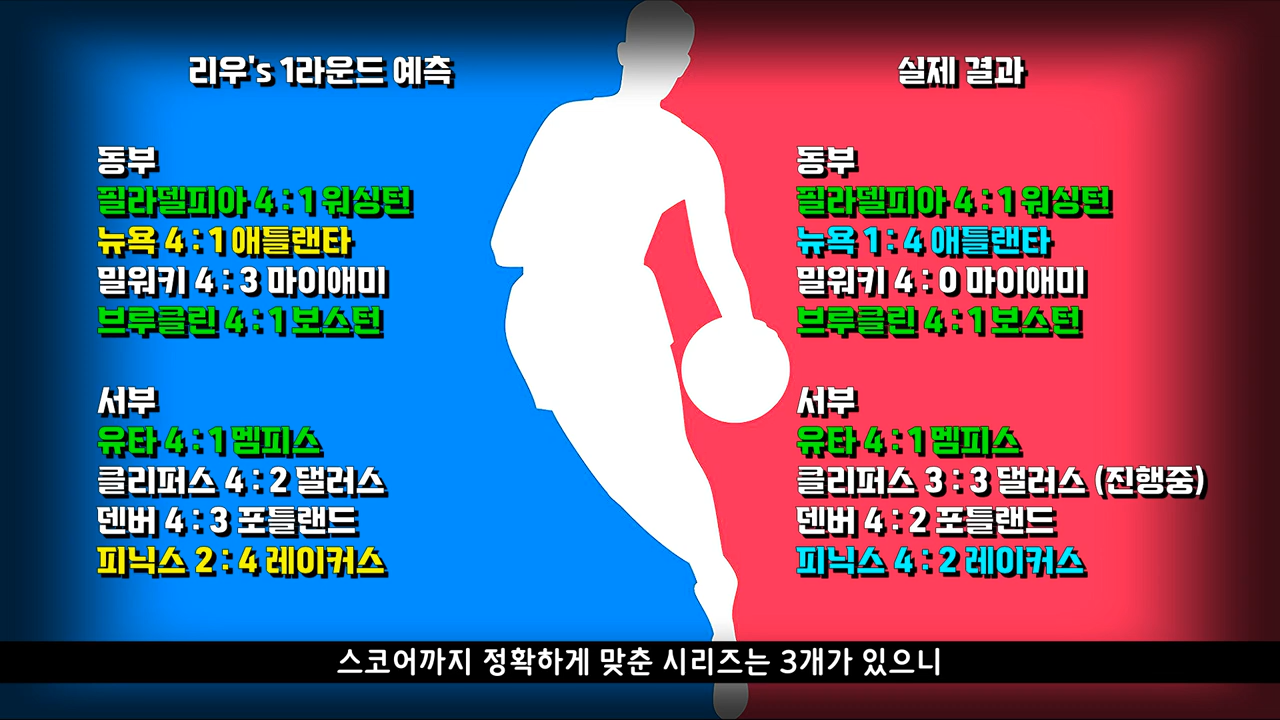 리우's 1라운드 예측
동부
필라델피아 4 : 1 워싱턴
뉴욕 4 : 1 애틀랜타
밀워키 4 : 3 마이애미
브루클린 4 : 1 보스턴
서부
유타 4 : 1 멤피스
클리퍼스 4 : 2 댈러스
덴버 4 : 3 포틀랜드
피닉스 2 : 4 레이커스
실제 결과
동부
필라델피아 4 : 1 워싱턴
뉴욕 1 : 4 애틀랜타
밀워키 4 : 0 마이애미
브루클린 4 : 1 보스턴
서부
유타 4 : 1 멤피스
클리퍼스 3 : 3 댈러스 (진행중)
덴버 4 : 2 포틀랜드
피닉스 4 : 2 레이커스
스코어까지 정확하게 맞춘 시리즈는 3개가 있으니